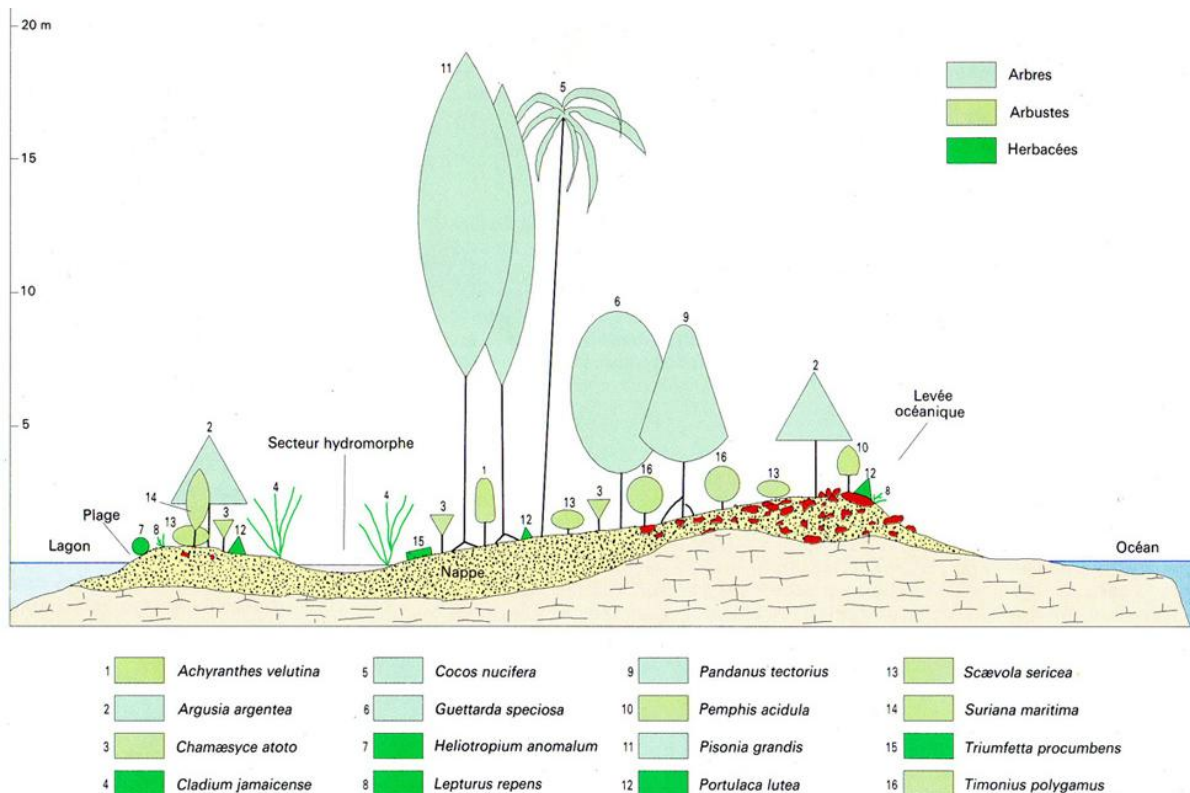 20 m
15
10
5
Arbres
Arbustes
Herbacées
11
5
6
9
2
Levée
océanique
10
12
8
13
16
16
3
13
12
1
3
15
4
Secteur hydromorphe
4
2
14
3
12
13
8
7
Plage
Lagon
Nappe
Océan
1 Achyranthes velutina
2 Argusia argentea
3 Chamæsyce atoto
4 Cladium jamaicense
5 Cocos nucifera
6 Guettarda speciosa
7 Heliotropium anomalum
8 Lepturus repens
9 Pandanus tectorius
10 Pemphis acidula
11 Pisonia grandis
12 Portulaca lutea
13 Scævola sericea
14 Suriana maritima
15 Triumfetta procumbens
16 Timonius polygamus